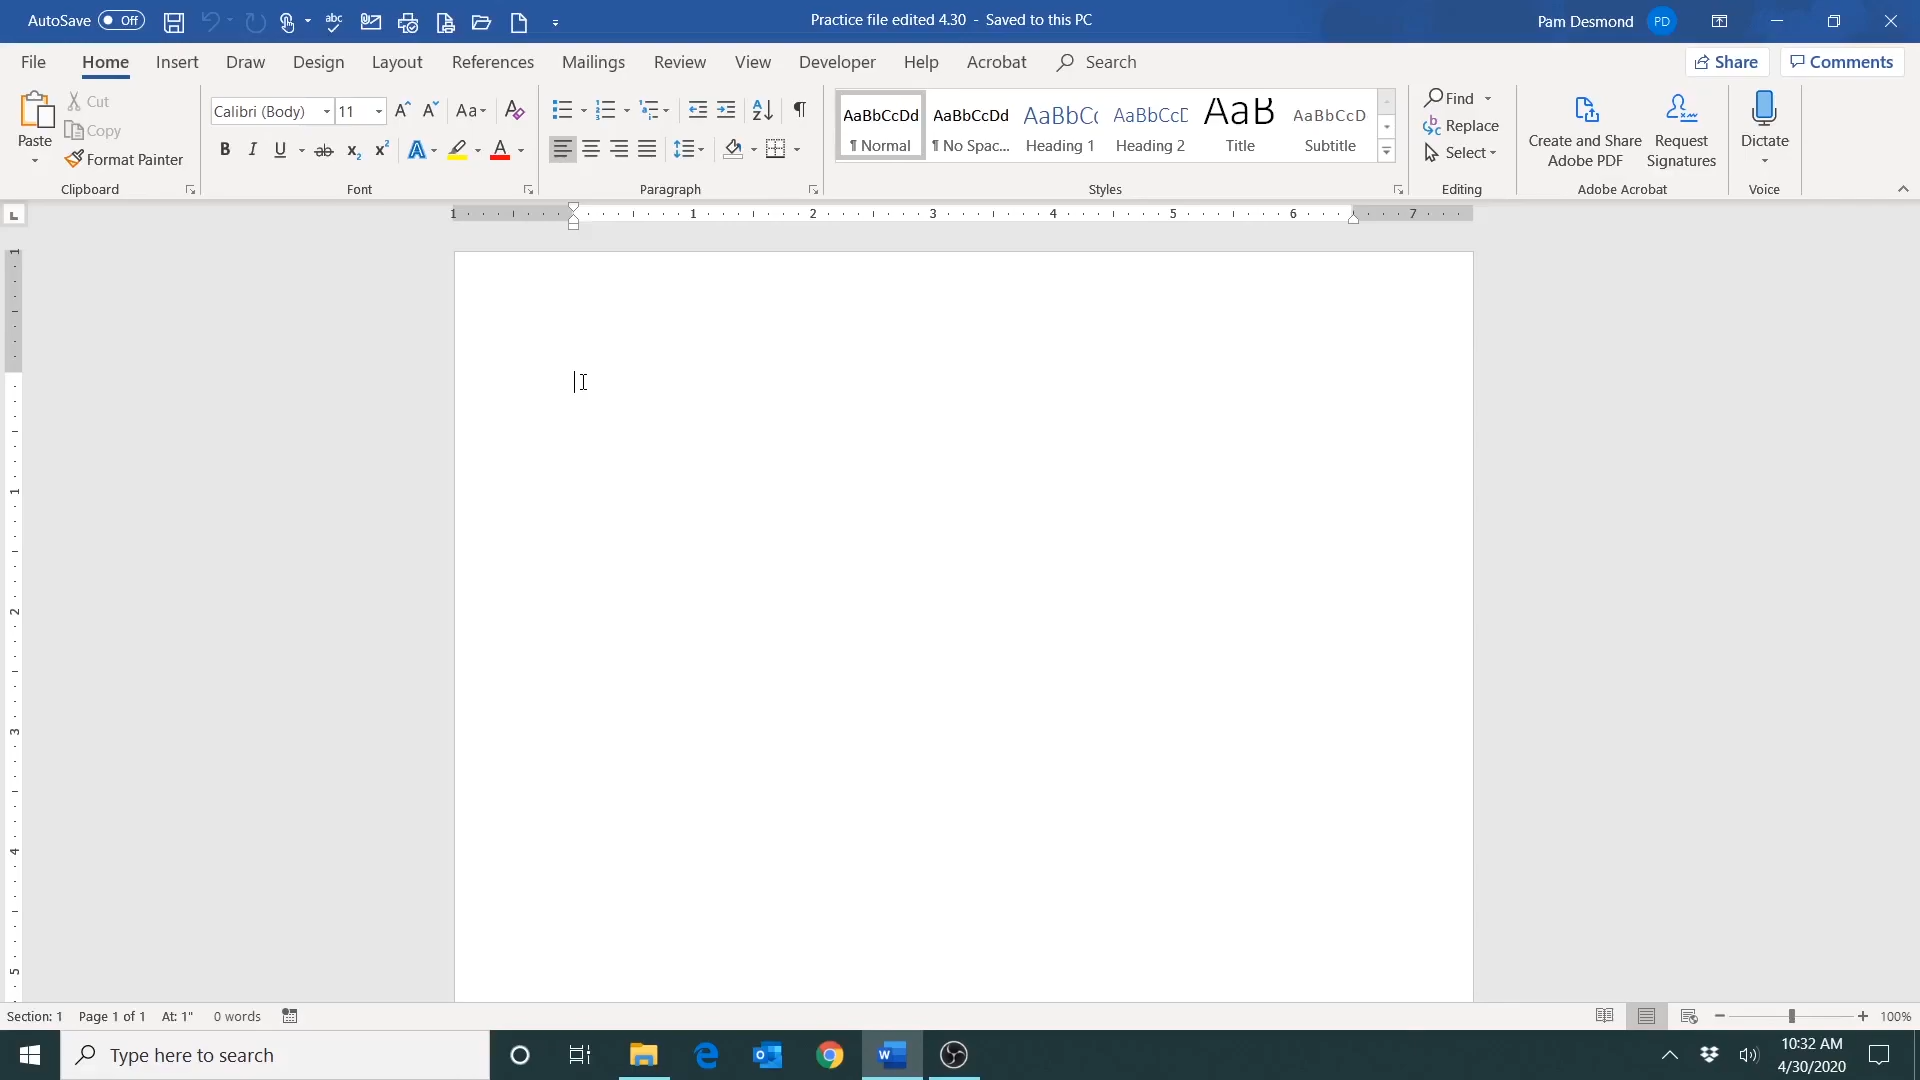 AutoSave Off
Practice file edited 4.30 - Saved to this PC
Pam Desmond PD
File Home Insert Draw Design Layout References Mailings Review View Developer Help Acrobat Search
Share Comments
Paste
Cut
Copy
Format Painter
Clipboard
Calibri (Body) 11
Aa
B I U ab x2 x2 A A
Font
Paragraph
AaBbCcDd AaBbCcDd AaBbCc AaBbCcC AaB AaBbCcD
¶ Normal ¶ No Spac... Heading 1 Heading 2 Title Subtitle
Styles
Find
Replace
Select
Editing
Create and Share
Adobe PDF
Request
Signatures
Adobe Acrobat
Dictate
Voice
1 1 2 3 4 5 6 7
1
1
2
3
4
5
Section: 1 Page 1 of 1 At: 1" 0 words
100%
Type here to search
10:32 AM
4/30/2020